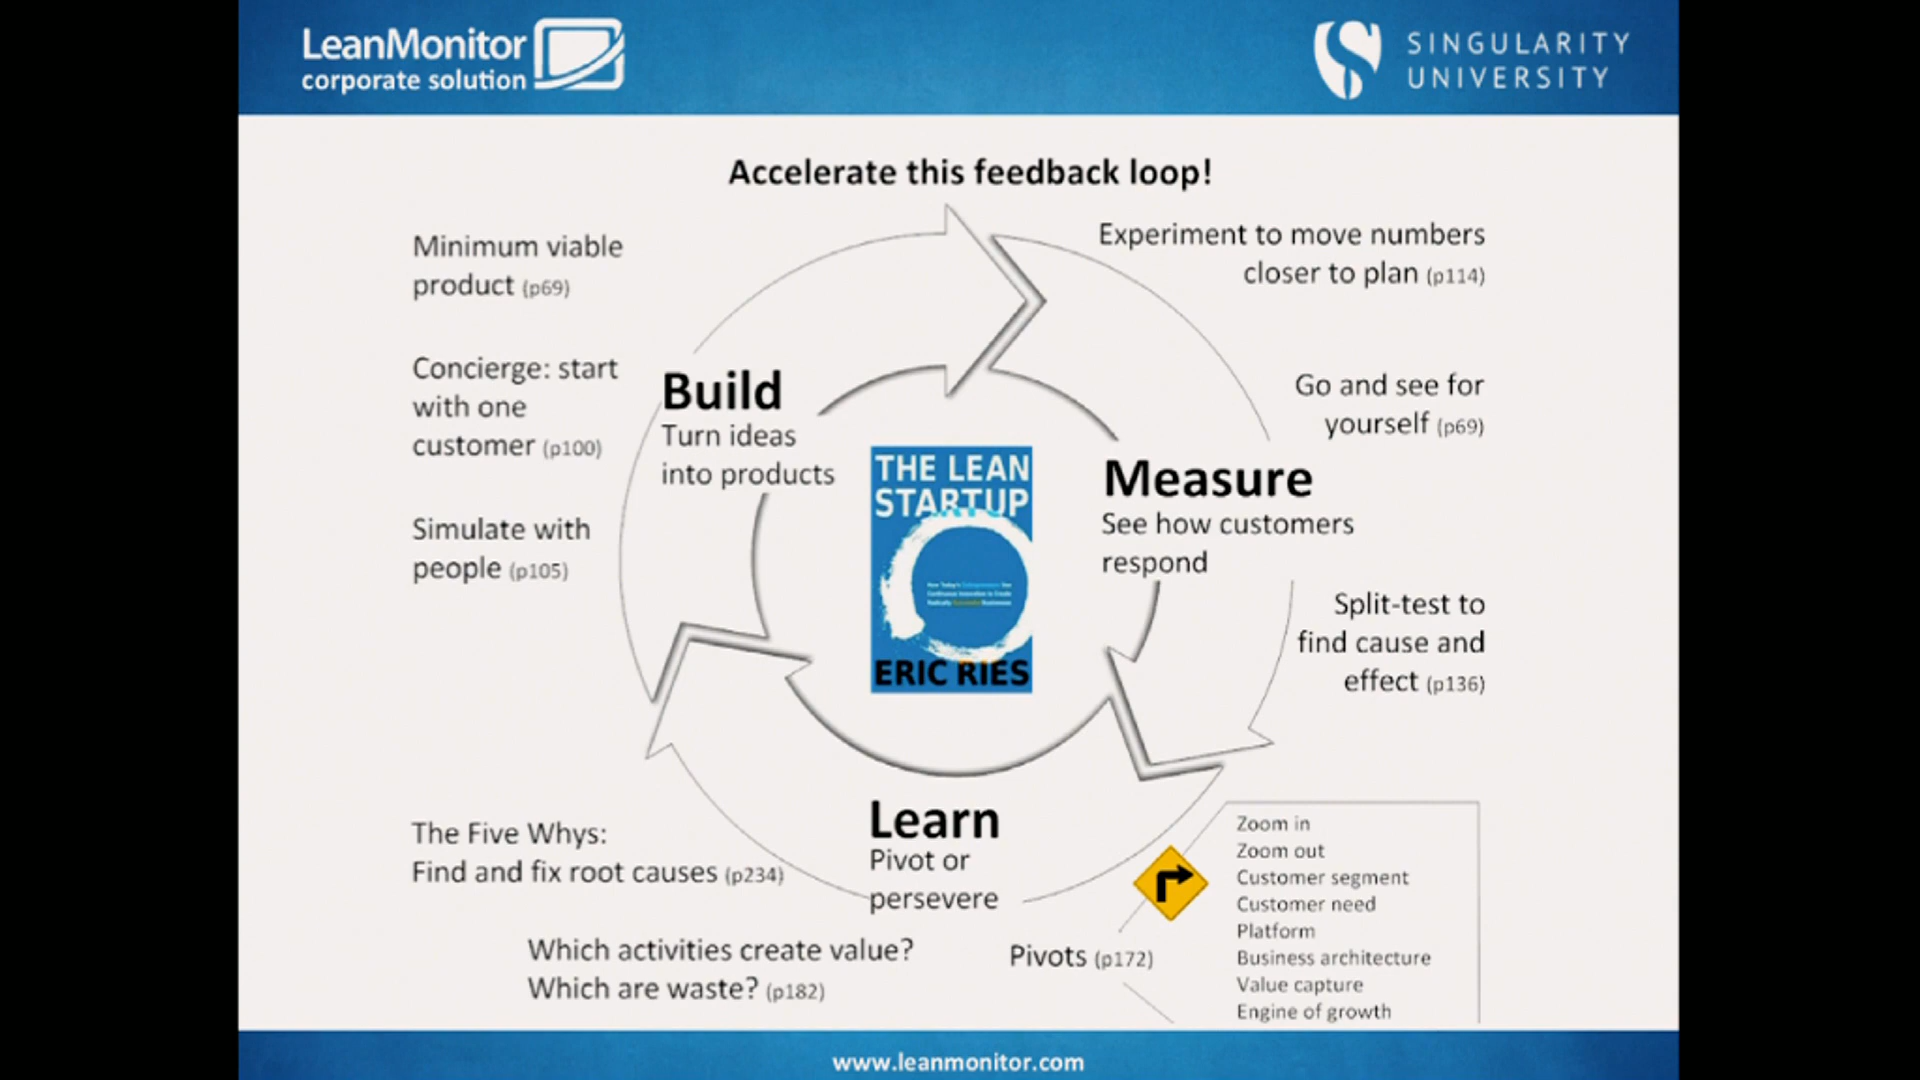 LeanMonitor
corporate solution
SINGULARITY
UNIVERSITY
Accelerate this feedback loop!
Minimum viable
product (p69)
Concierge: start
with one
customer (p100)
Simulate with
people (p105)
Experiment to move numbers
closer to plan (p114)
Go and see for
yourself (p69)
Split-test to
find cause and
effect (p136)
Build
Turn ideas
into products
Measure
See how customers
respond
THE LEAN
STARTUP
ERIC RIES
Learn
Pivot or
persevere
The Five Whys:
Find and fix root causes (p234)
Which activities create value?
Which are waste? (p182)
Pivots (p172)
Zoom in
Zoom out
Customer segment
Customer need
Platform
Business architecture
Value capture
Engine of growth
www.leanmonitor.com